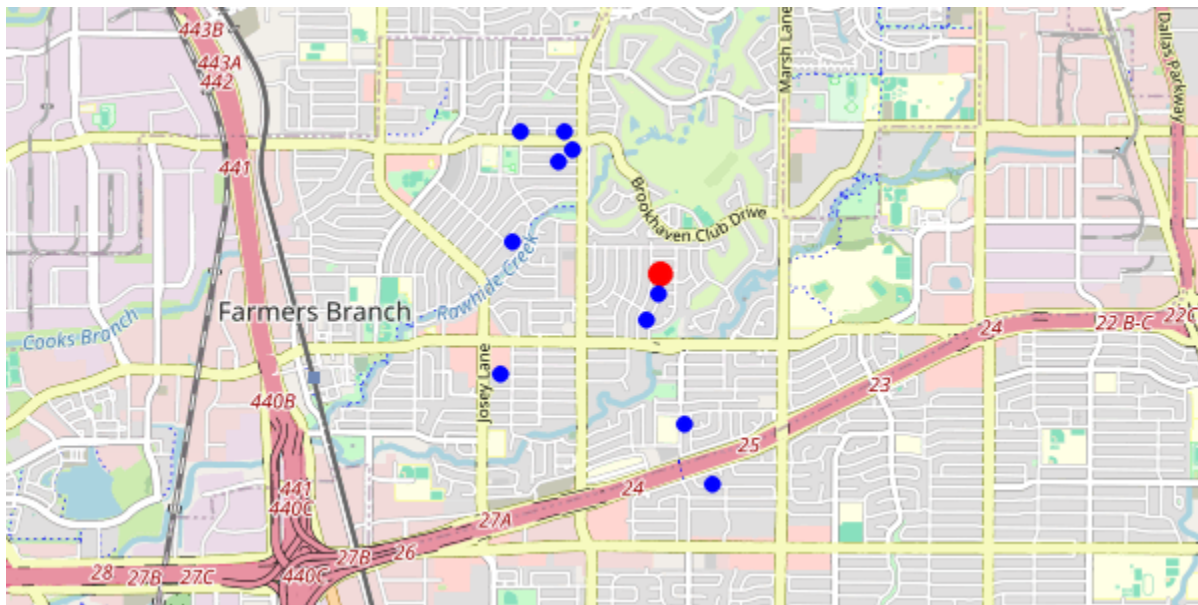 443B
443A
442
441
Marsh Lane
Dallas Parkway
Brookhaven Club Drive
Rawhide Creek
Farmers Branch
Cooks Branch
22C
22 B-C
24
23
Josey Lane
440B
25
24
441
440C
27A
26
27B
28
27B
27C
440C